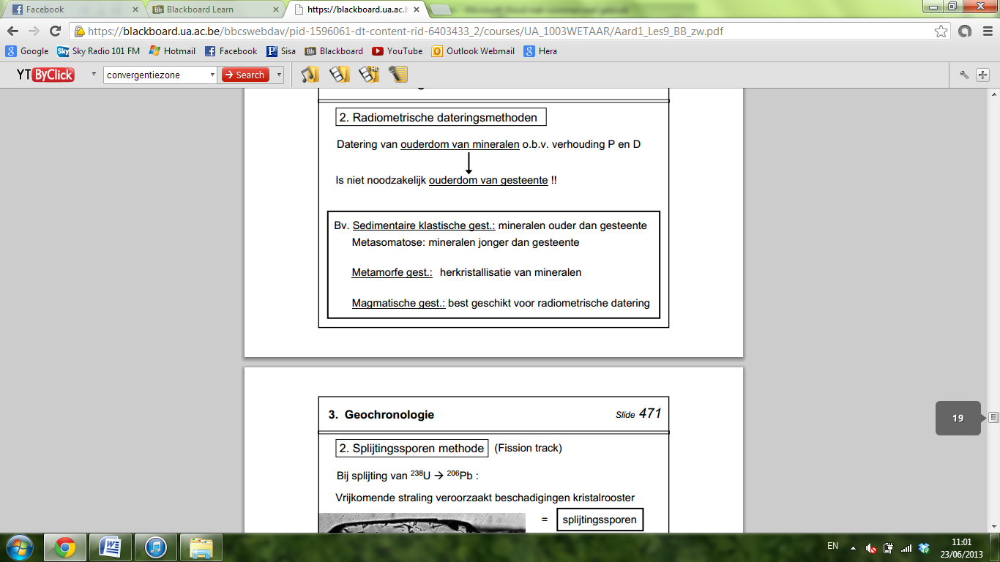 Facebook
Blackboard Learn
https://blackboard.ua.ac.b
https://blackboard.ua.ac.be/bbcswebdav/pid-1596061-dt-content-rid-6403433_2/courses/UA_1003WETAAR/Aard1_Les9_BB_zw.pdf
Google Sky Radio 101 FM Hotmail Facebook Sisa Blackboard YouTube Outlook Webmail Hera
YT ByClick convergentiezone Search
2. Radiometrische dateringsmethoden
Datering van ouderdom van mineralen o.b.v. verhouding P en D
Is niet noodzakelijk ouderdom van gesteente !!
Bv. Sedimentaire klastische gest.: mineralen ouder dan gesteente
Metasomatose: mineralen jonger dan gesteente
Metamorfe gest.: herkristallisatie van mineralen
Magmatische gest.: best geschikt voor radiometrische datering
3. Geochronologie Slide 471
19
2. Splijtingssporen methode (Fission track)
Bij splijting van ²³⁸U → ²⁰⁶Pb :
Vrijkomende straling veroorzaakt beschadigingen kristalrooster
= splijtingssporen
EN
11:01
23/06/2013